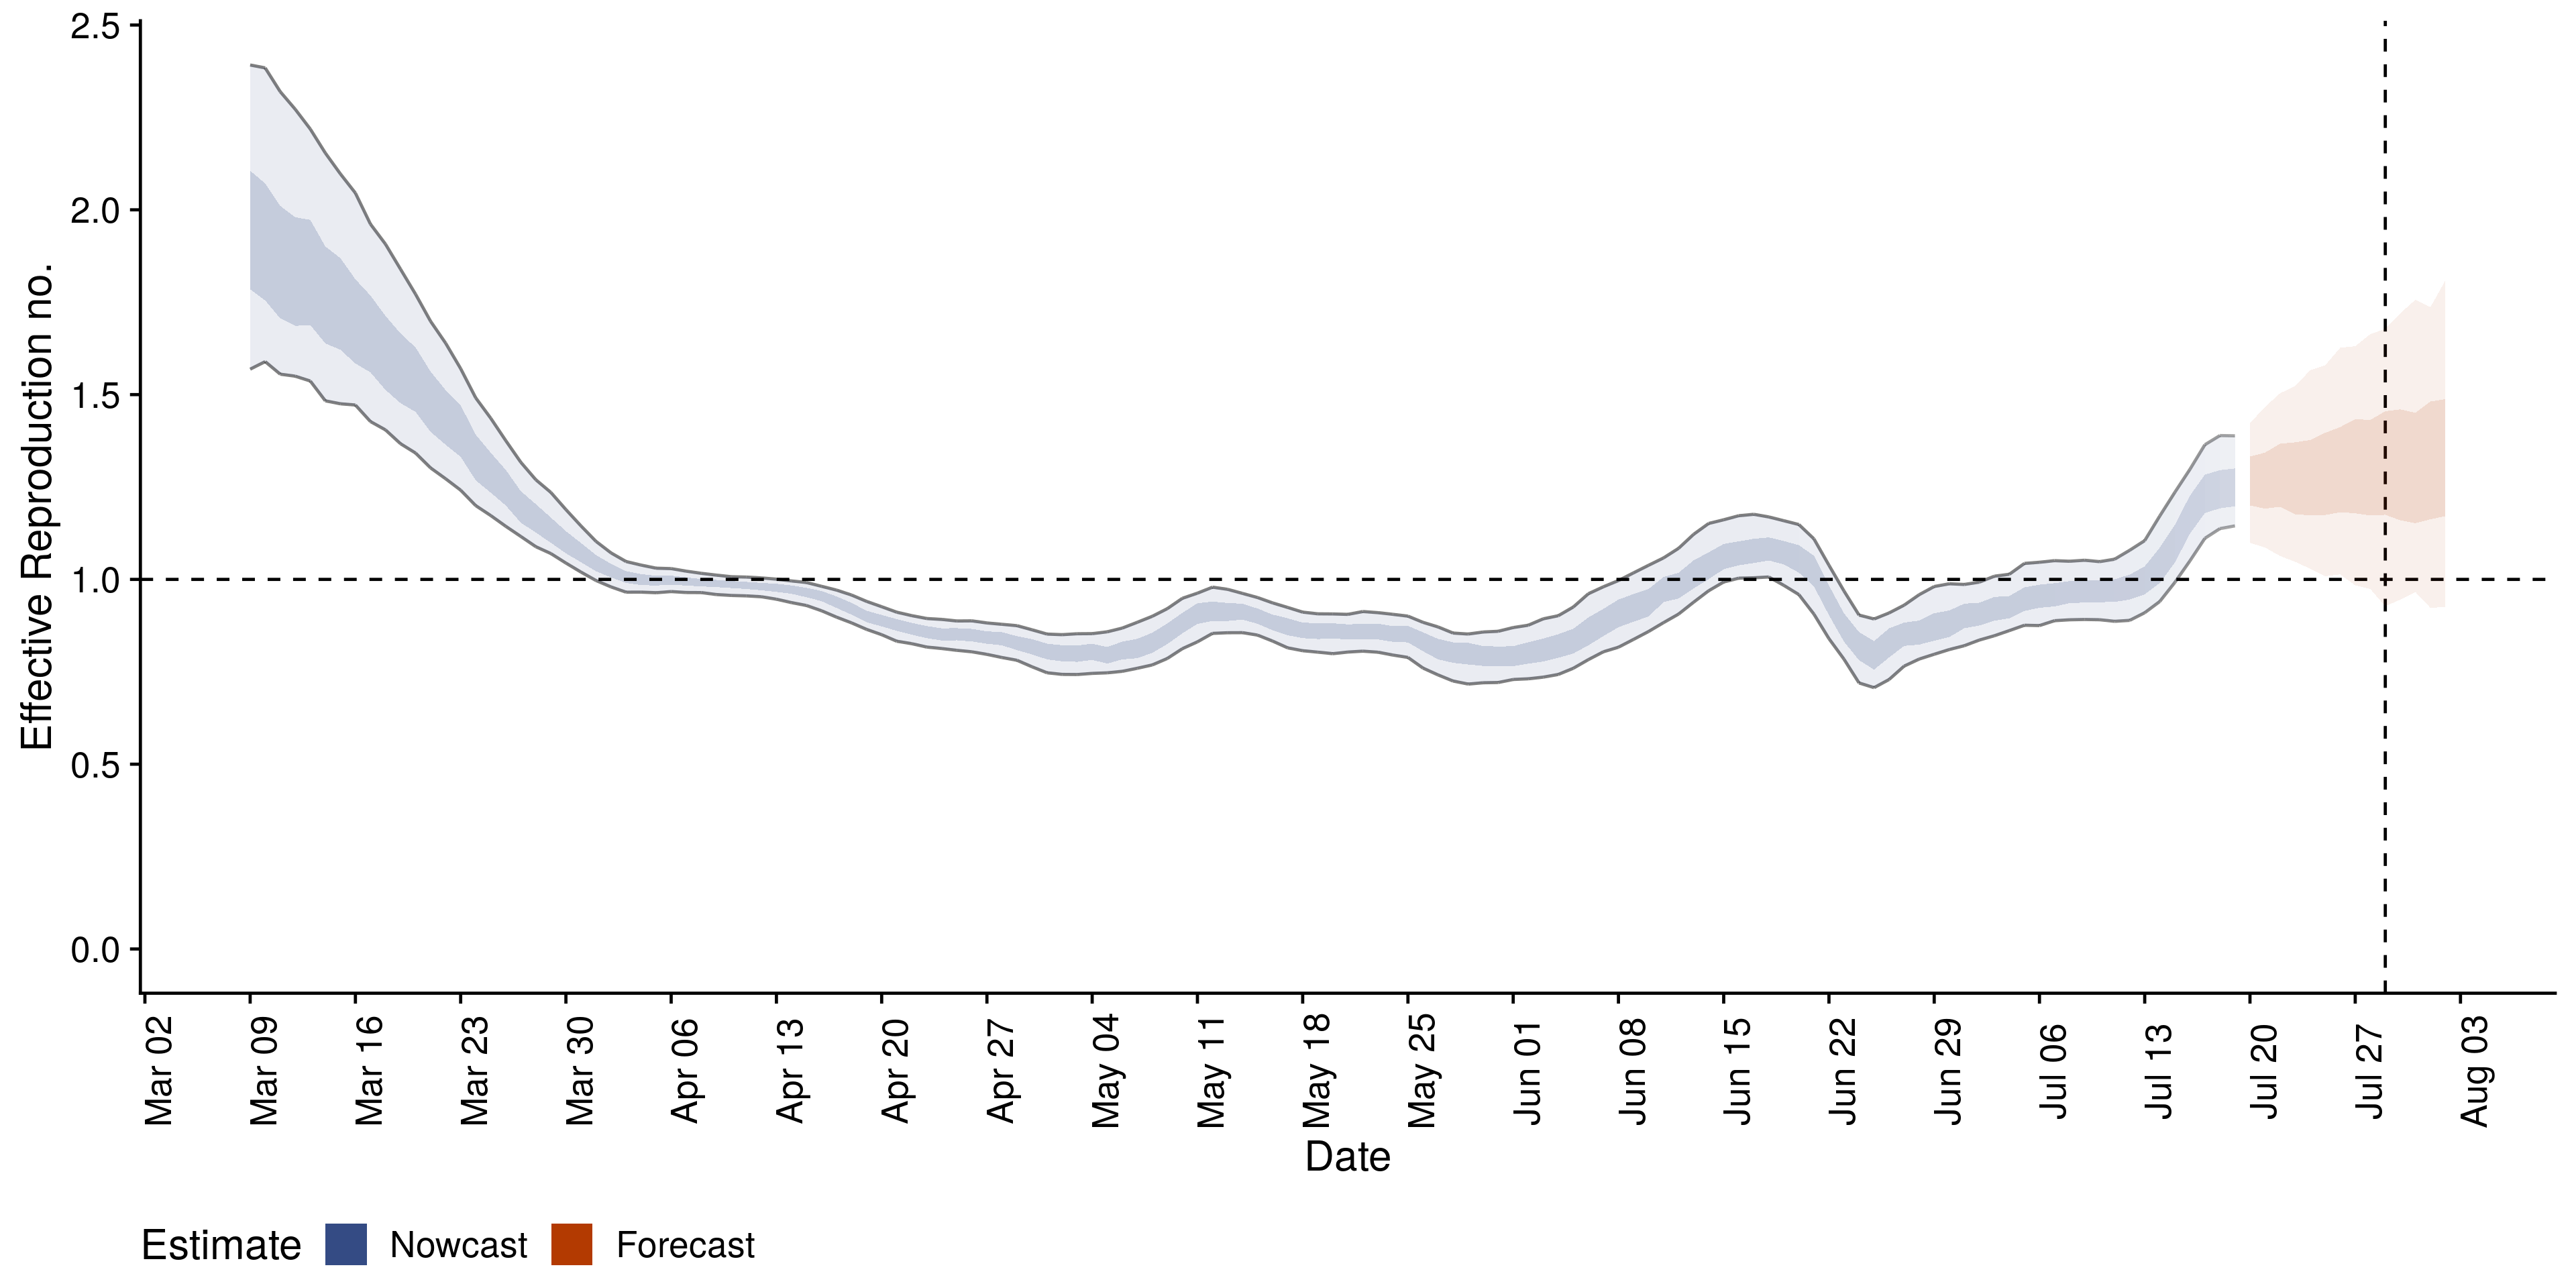 Effective Reproduction no.
2.5
2.0
1.5
1.0
0.5
0.0
Mar 02
Mar 09
Mar 16
Mar 23
Mar 30
Apr 06
Apr 13
Apr 20
Apr 27
May 04
May 11
May 18
May 25
Jun 01
Jun 08
Jun 15
Jun 22
Jun 29
Jul 06
Jul 13
Jul 20
Jul 27
Aug 03
Date
Estimate Nowcast Forecast